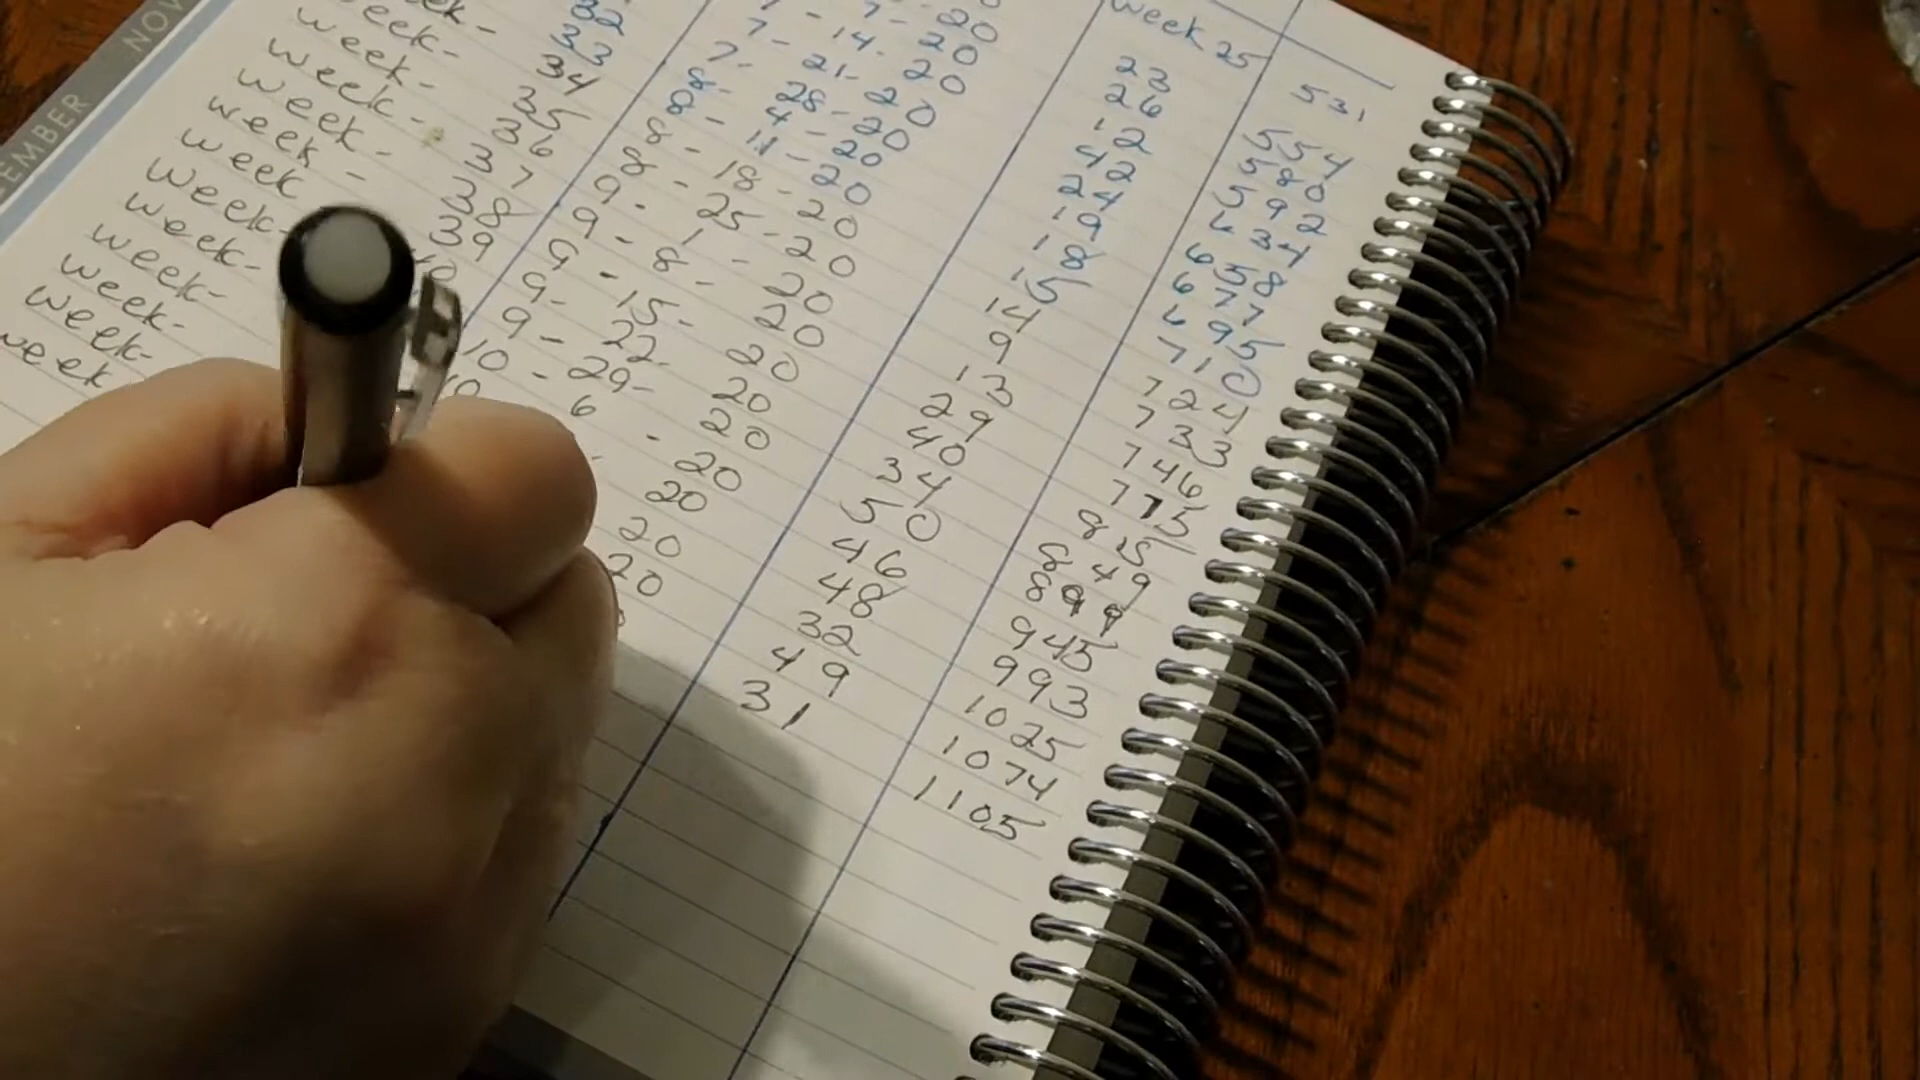 week 25 531
23 554
26 580
7 - 20 12 592
7 - 14 - 20 42 634
7 - 21 - 20 24 658
7 - 28 - 20 19 677
week - 32 8 - 4 - 20 18 695
week - 33 8 - 11 - 20 15 710
week - 34 8 - 18 - 20 14 724
week - 35 8 - 25 - 20 9 733
week - 36 9 - 1 - 20 13 746
week - 37 9 - 8 - 20 29 775
week 38 9 - 15 - 20 40 815
week - 39 9 - 22 - 20 34 849
week - 40 9 - 29 - 20 50 899
week - 10 - 6 - 20 46 945
week - 10 20 48 993
week - 20 32 1025
week 20 49 1074
31 1105